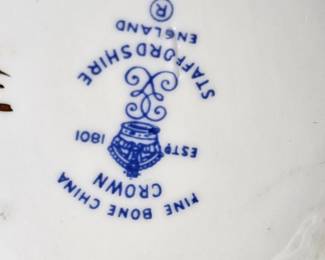 FINE BONE CHINA
CROWN
ESTD 1801
STAFFORDSHIRE
ENGLAND
®